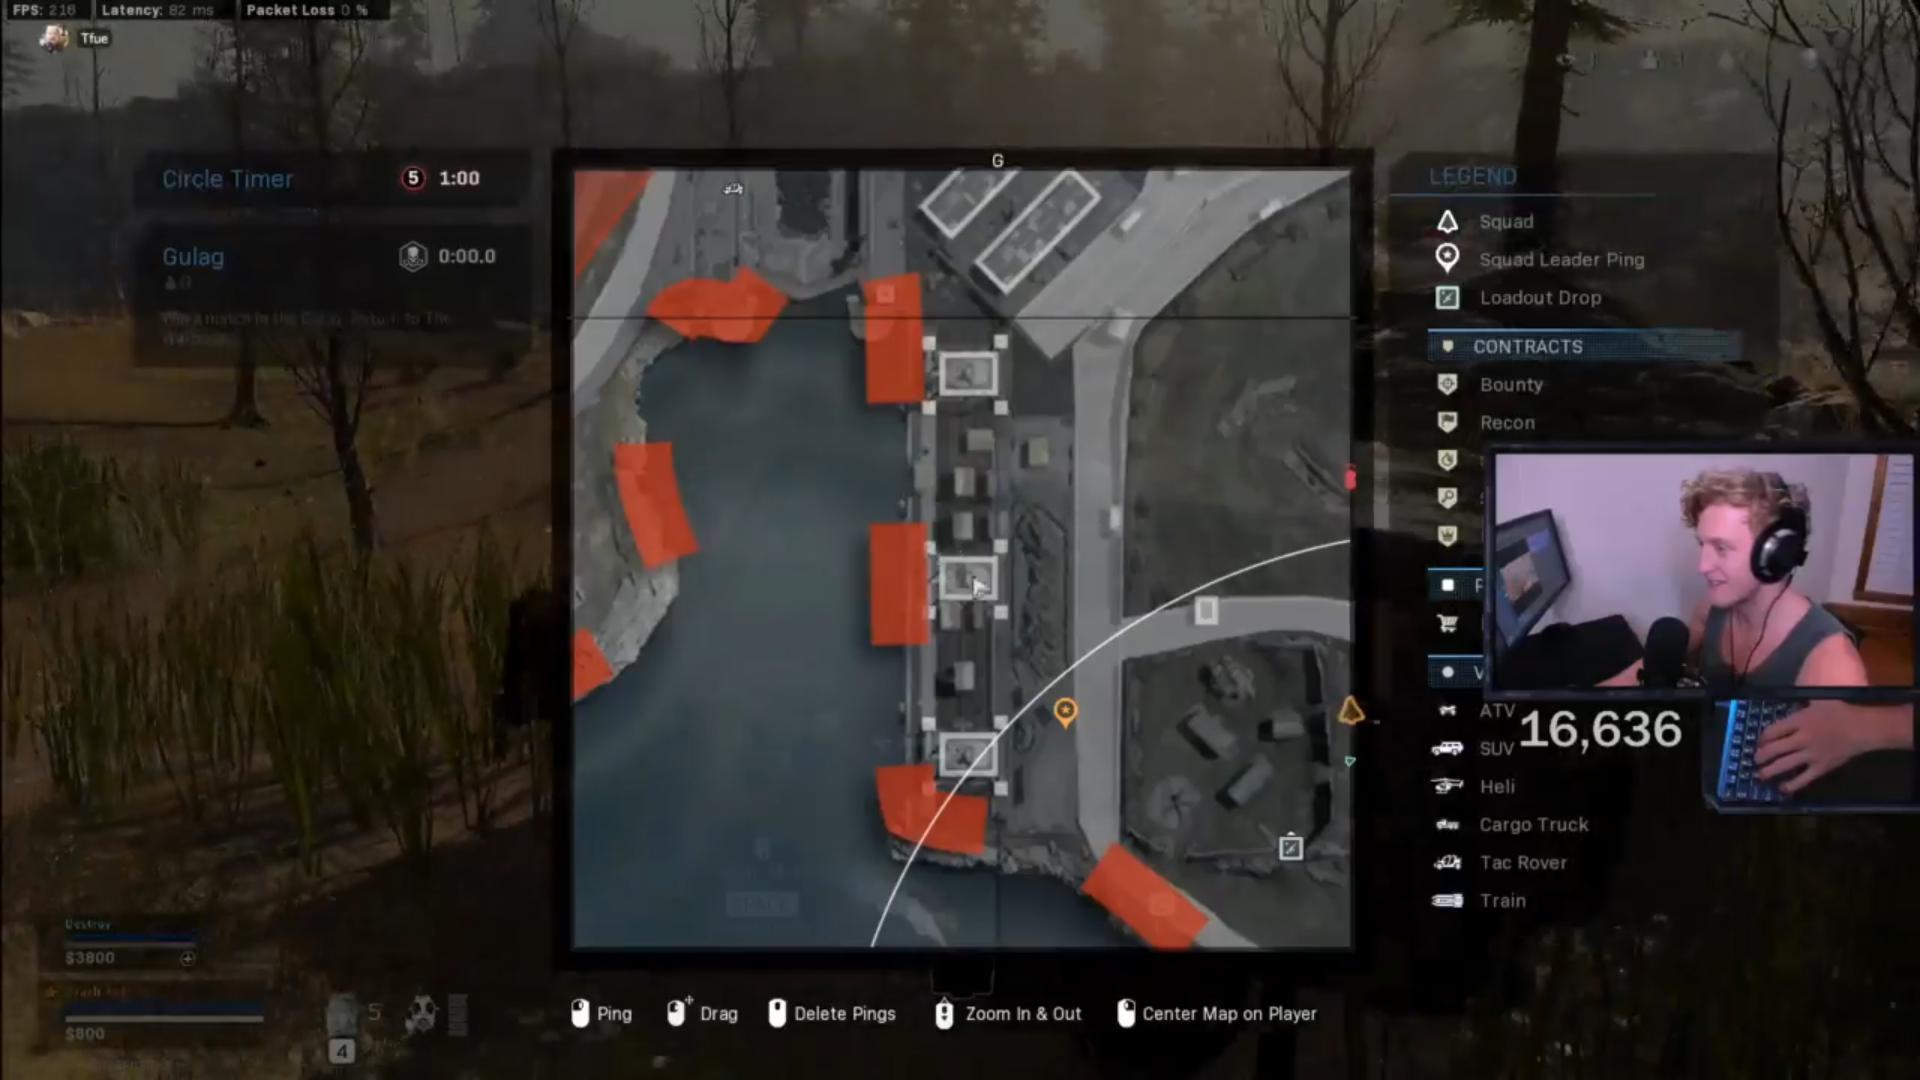 FPS: 216 Latency: 82 ms Packet Loss 0 %
Tfue
Circle Timer 5 1:00
Gulag 0:00.0
G
LEGEND
Squad
Squad Leader Ping
Loadout Drop
CONTRACTS
Bounty
Recon
ATV
16,636
SUV
Heli
Cargo Truck
Tac Rover
Train
Destroy
$3800
$800
5
4
Ping Drag Delete Pings Zoom In & Out Center Map on Player